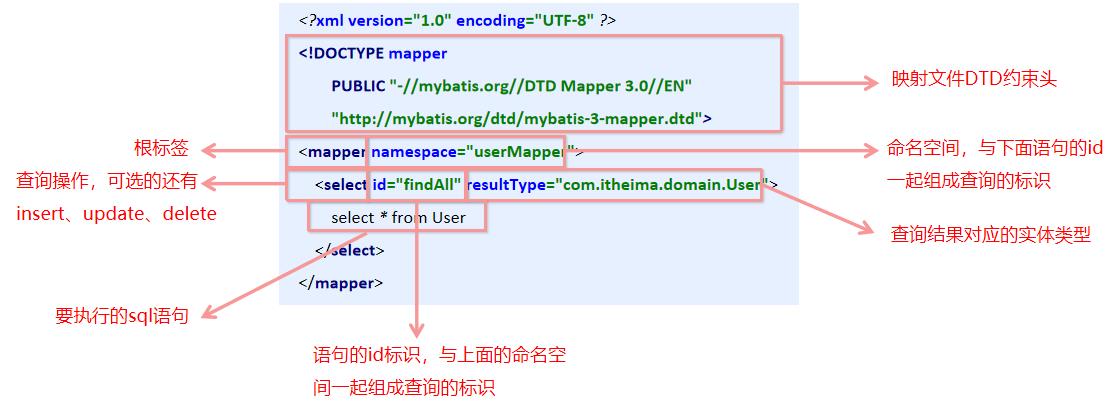 <?xml version="1.0" encoding="UTF-8" ?>
<!DOCTYPE mapper
PUBLIC "-//mybatis.org//DTD Mapper 3.0//EN"
"http://mybatis.org/dtd/mybatis-3-mapper.dtd">
映射文件DTD约束头
根标签
<mapper namespace="userMapper">
命名空间，与下面语句的id
一起组成查询的标识
查询操作，可选的还有
insert、update、delete
<select id="findAll" resultType="com.itheima.domain.User">
select * from User
查询结果对应的实体类型
</select>
</mapper>
要执行的sql语句
语句的id标识，与上面的命名空
间一起组成查询的标识